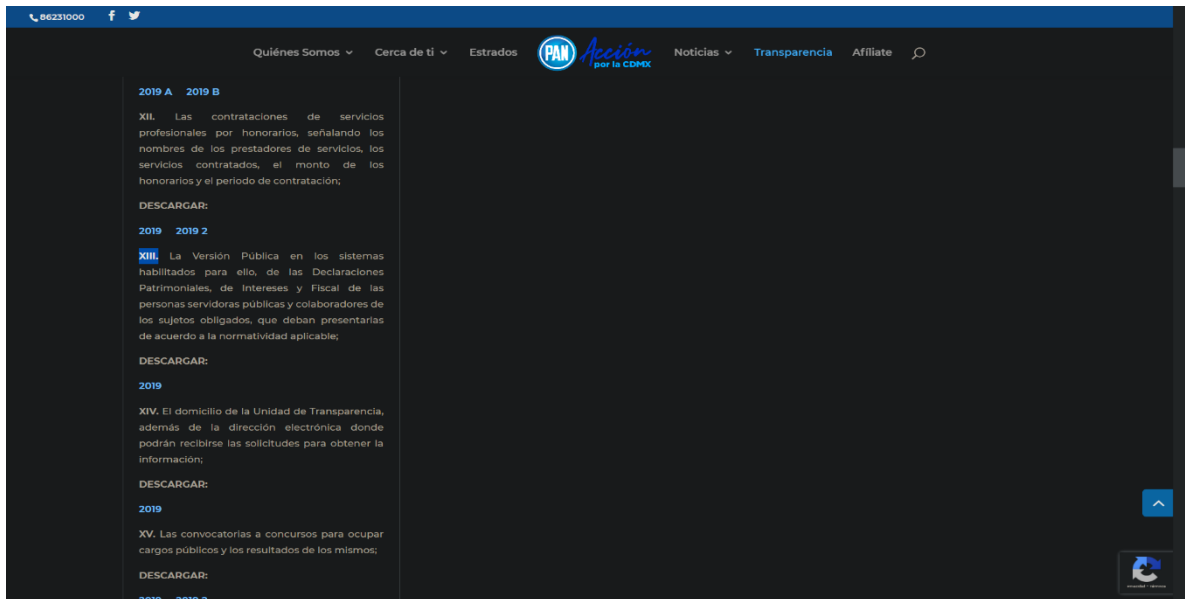 86231000
Quiénes Somos Cerca de ti Estrados PAN Acción por la CDMX Noticias Transparencia Afíliate
2019 A 2019 B
XII. Las contrataciones de servicios
profesionales por honorarios, señalando los
nombres de los prestadores de servicios, los
servicios contratados, el monto de los
honorarios y el periodo de contratación;
DESCARGAR:
2019 2019 2
XIII. La Versión Pública en los sistemas
habilitados para ello, de las Declaraciones
Patrimoniales, de Intereses y Fiscal de las
personas servidoras públicas y colaboradores de
los sujetos obligados, que deban presentarlas
de acuerdo a la normatividad aplicable;
DESCARGAR:
2019
XIV. El domicilio de la Unidad de Transparencia,
además de la dirección electrónica donde
podrán recibirse las solicitudes para obtener la
información;
DESCARGAR:
2019
XV. Las convocatorias a concursos para ocupar
cargos públicos y los resultados de los mismos;
DESCARGAR:
2019 2019 2